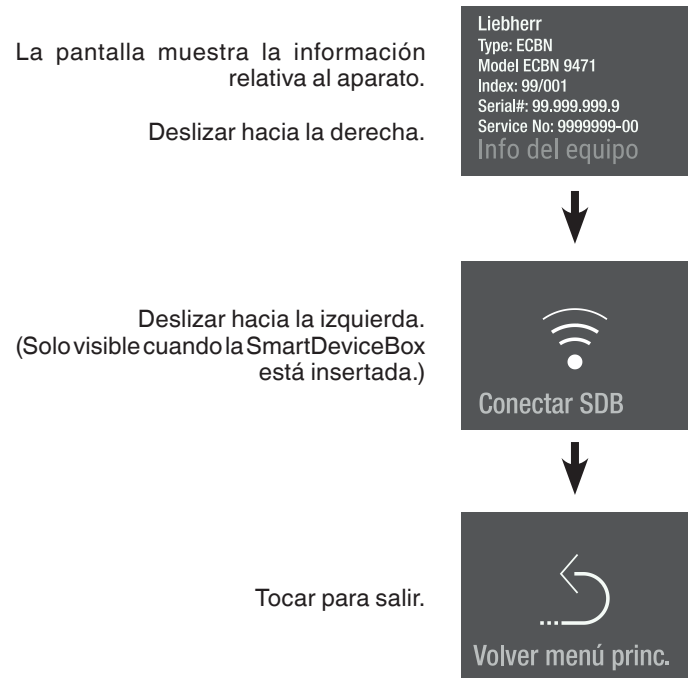 La pantalla muestra la información
relativa al aparato.
Deslizar hacia la derecha.
Liebherr
Type: ECBN
Model ECBN 9471
Index: 99/001
Serial#: 99.999.999.9
Service No: 9999999-00
Info del equipo
Deslizar hacia la izquierda.
(Solo visible cuando la SmartDeviceBox
está insertada.)
Conectar SDB
Tocar para salir.
Volver menú princ.